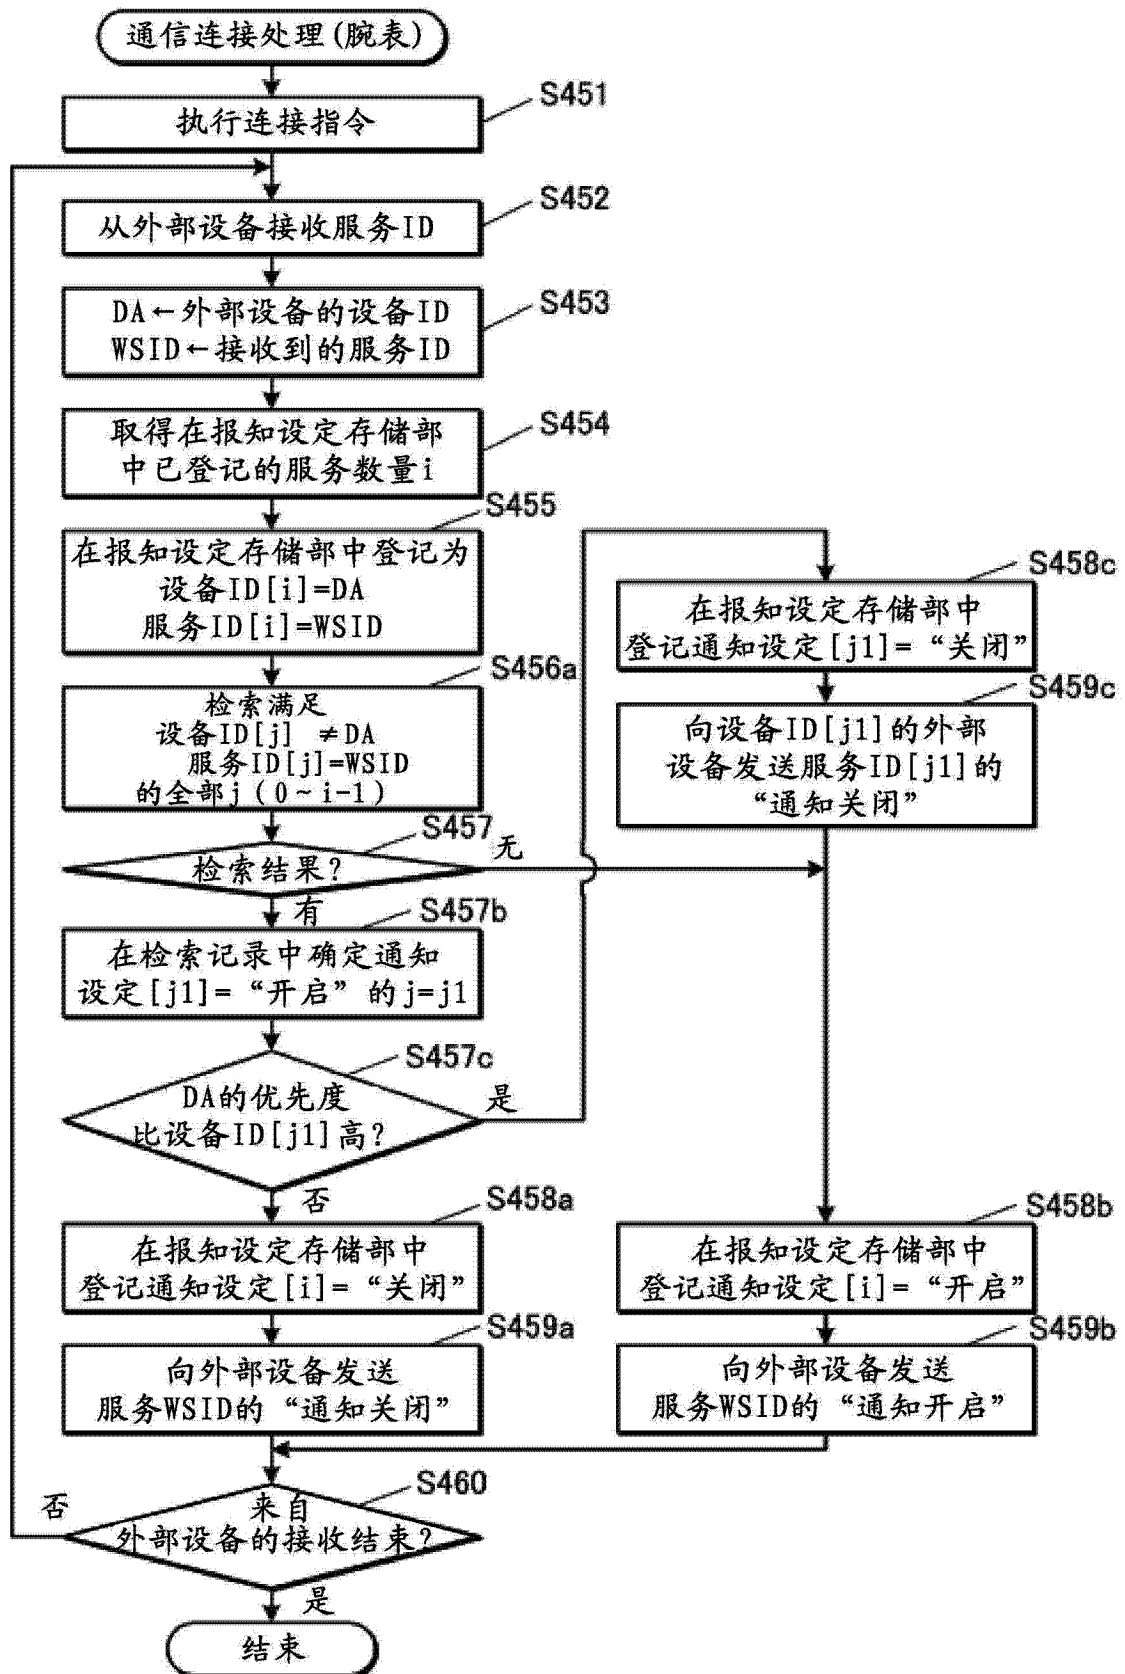 通信连接处理(腕表)
S451
执行连接指令
S452
从外部设备接收服务ID
S453
DA←外部设备的设备ID
WSID←接收到的服务ID
S454
取得在报知设定存储部
中已登记的服务数量i
S455
在报知设定存储部中登记为
设备ID[i]=DA
服务ID[i]=WSID
S456a
检索满足
设备ID[j] ≠DA
服务ID[j]=WSID
的全部j(0~i-1)
S457
检索结果?
无
有
S457b
在检索记录中确定通知
设定[j1]=“开启”的j=j1
S457c
DA的优先度
比设备ID[j1]高?
是
否
S458c
在报知设定存储部中
登记通知设定[j1]=“关闭”
S459c
向设备ID[j1]的外部
设备发送服务ID[j1]的
“通知关闭”
S458a
在报知设定存储部中
登记通知设定[i]=“关闭”
S459a
向外部设备发送
服务WSID的“通知关闭”
S458b
在报知设定存储部中
登记通知设定[i]=“开启”
S459b
向外部设备发送
服务WSID的“通知开启”
S460
来自
外部设备的接收结束?
否
是
结束